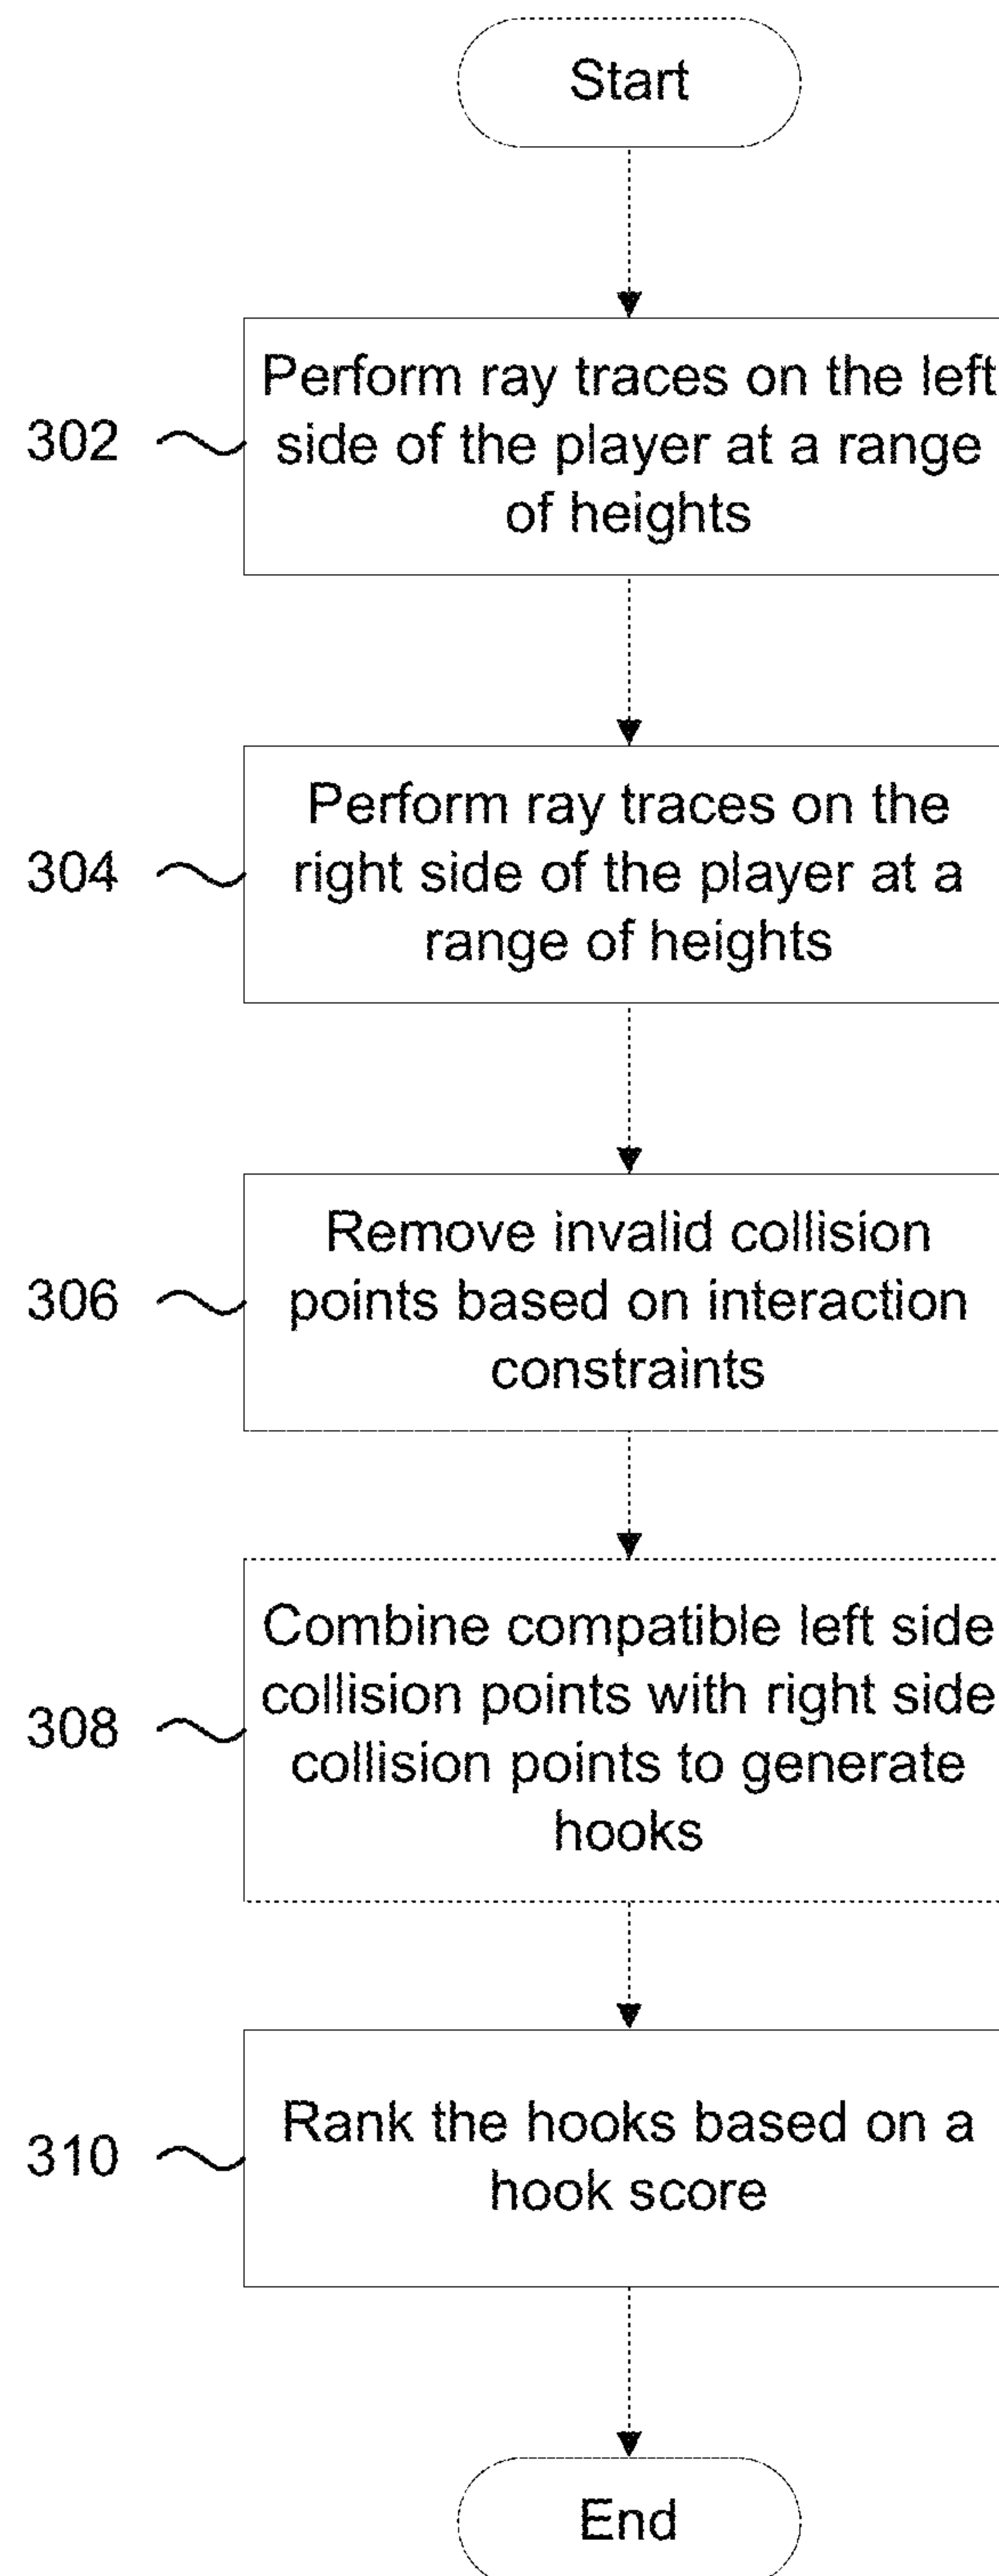 Start
302
Perform ray traces on the left
side of the player at a range
of heights
304
Perform ray traces on the
right side of the player at a
range of heights
306
Remove invalid collision
points based on interaction
constraints
308
Combine compatible left side
collision points with right side
collision points to generate
hooks
310
Rank the hooks based on a
hook score
End